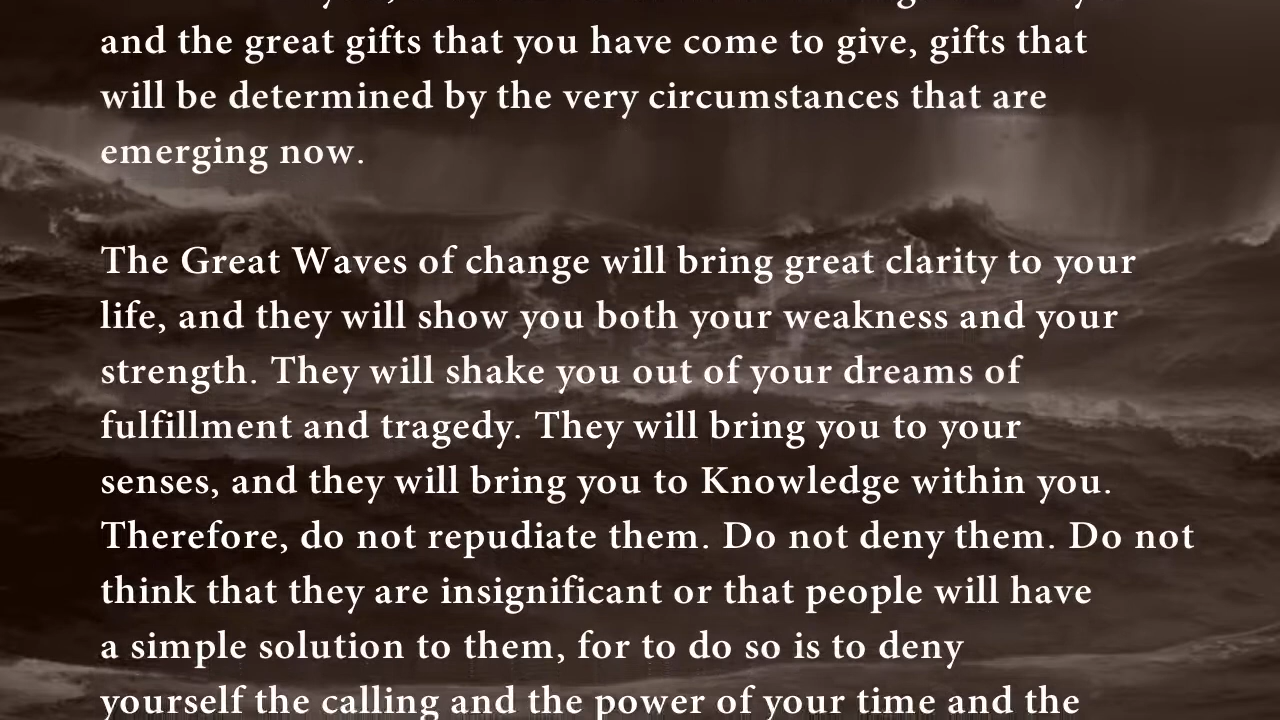 and the great gifts that you have come to give, gifts that
will be determined by the very circumstances that are
emerging now.
The Great Waves of change will bring great clarity to your
life, and they will show you both your weakness and your
strength. They will shake you out of your dreams of
fulfillment and tragedy. They will bring you to your
senses, and they will bring you to Knowledge within you.
Therefore, do not repudiate them. Do not deny them. Do not
think that they are insignificant or that people will have
a simple solution to them, for to do so is to deny
yourself the calling and the power of your time and the